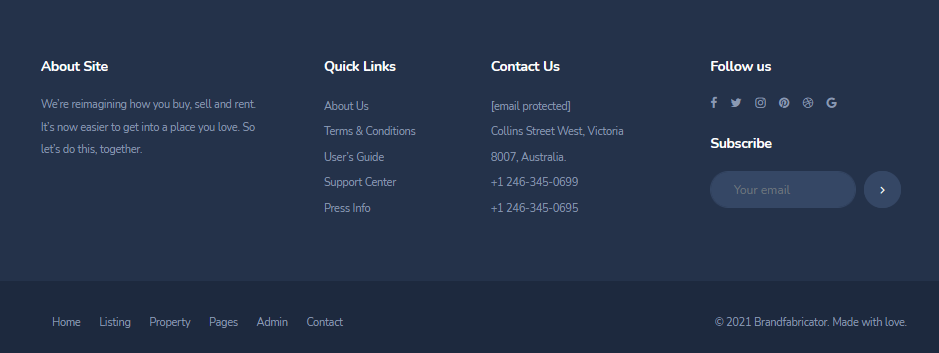 About Site
We're reimagining how you buy, sell and rent.
It's now easier to get into a place you love. So
let's do this, together.
Quick Links
About Us
Terms & Conditions
User's Guide
Support Center
Press Info
Contact Us
[email protected]
Collins Street West, Victoria
8007, Australia.
+1 246-345-0699
+1 246-345-0695
Follow us
Subscribe
Your email
Home Listing Property Pages Admin Contact
© 2021 Brandfabricator. Made with love.